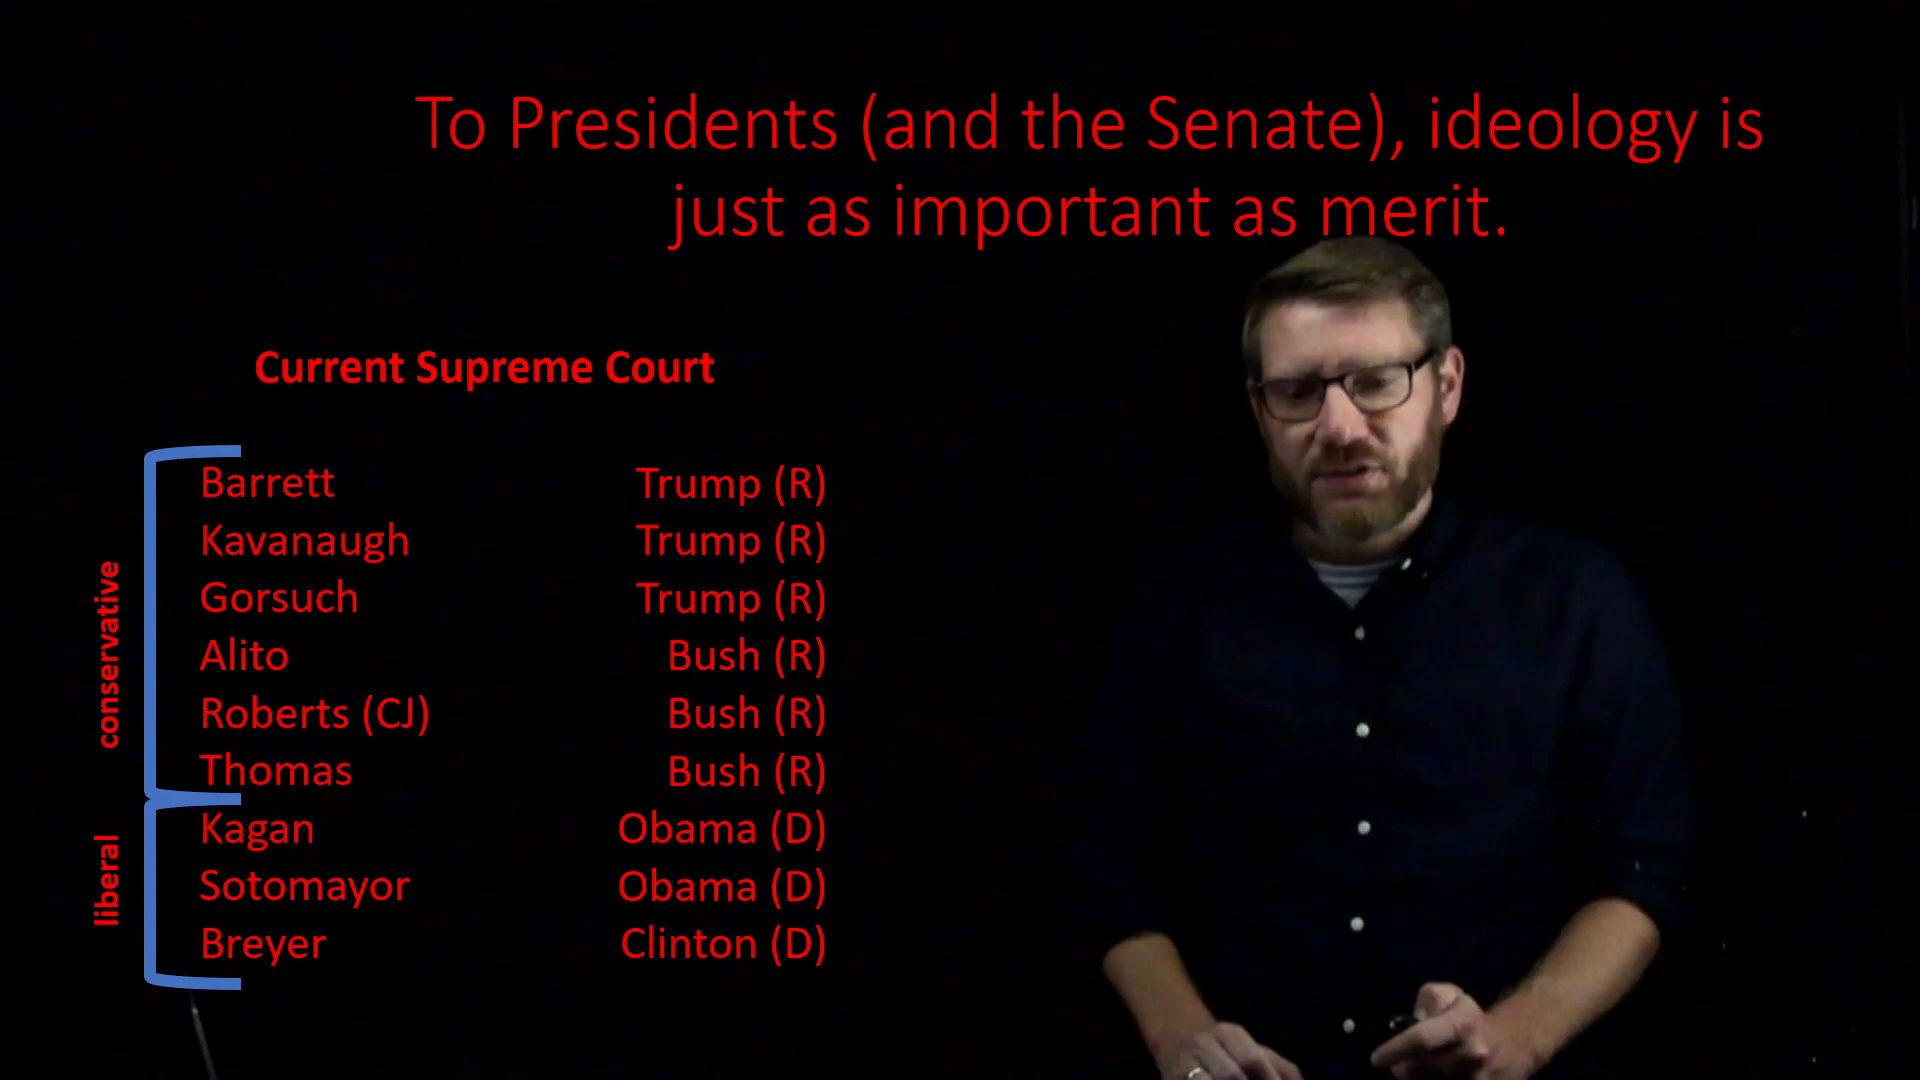 To Presidents (and the Senate), ideology is
just as important as merit.
Current Supreme Court
conservative
Barrett Trump (R)
Kavanaugh Trump (R)
Gorsuch Trump (R)
Alito Bush (R)
Roberts (CJ) Bush (R)
Thomas Bush (R)
liberal
Kagan Obama (D)
Sotomayor Obama (D)
Breyer Clinton (D)